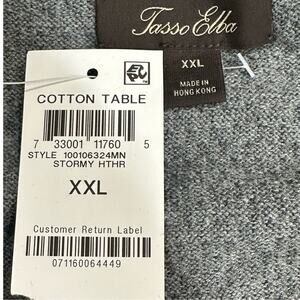 Tasso Elba
XXL
MADE IN
HONG KONG
COTTON TABLE
7 33001 11760 5
STYLE 100106324MN
STORMY HTHR
XXL
Customer Return Label
071160064449